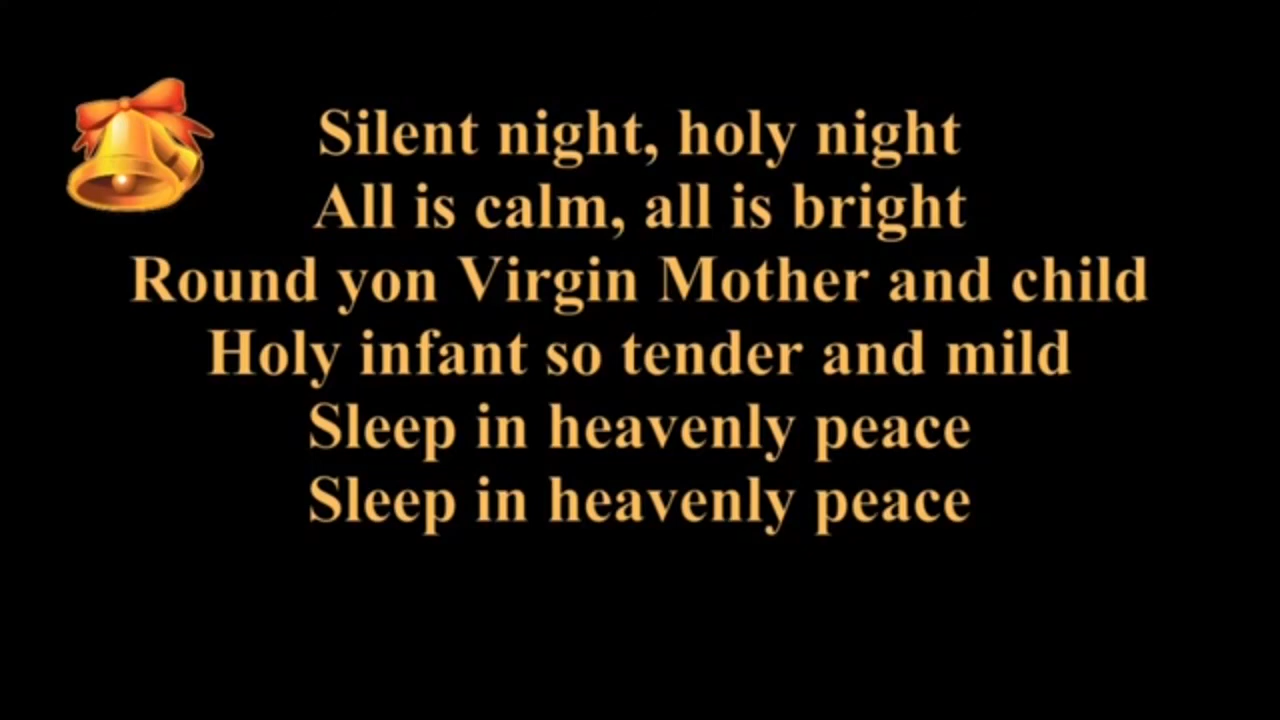 Silent night, holy night
All is calm, all is bright
Round yon Virgin Mother and child
Holy infant so tender and mild
Sleep in heavenly peace
Sleep in heavenly peace